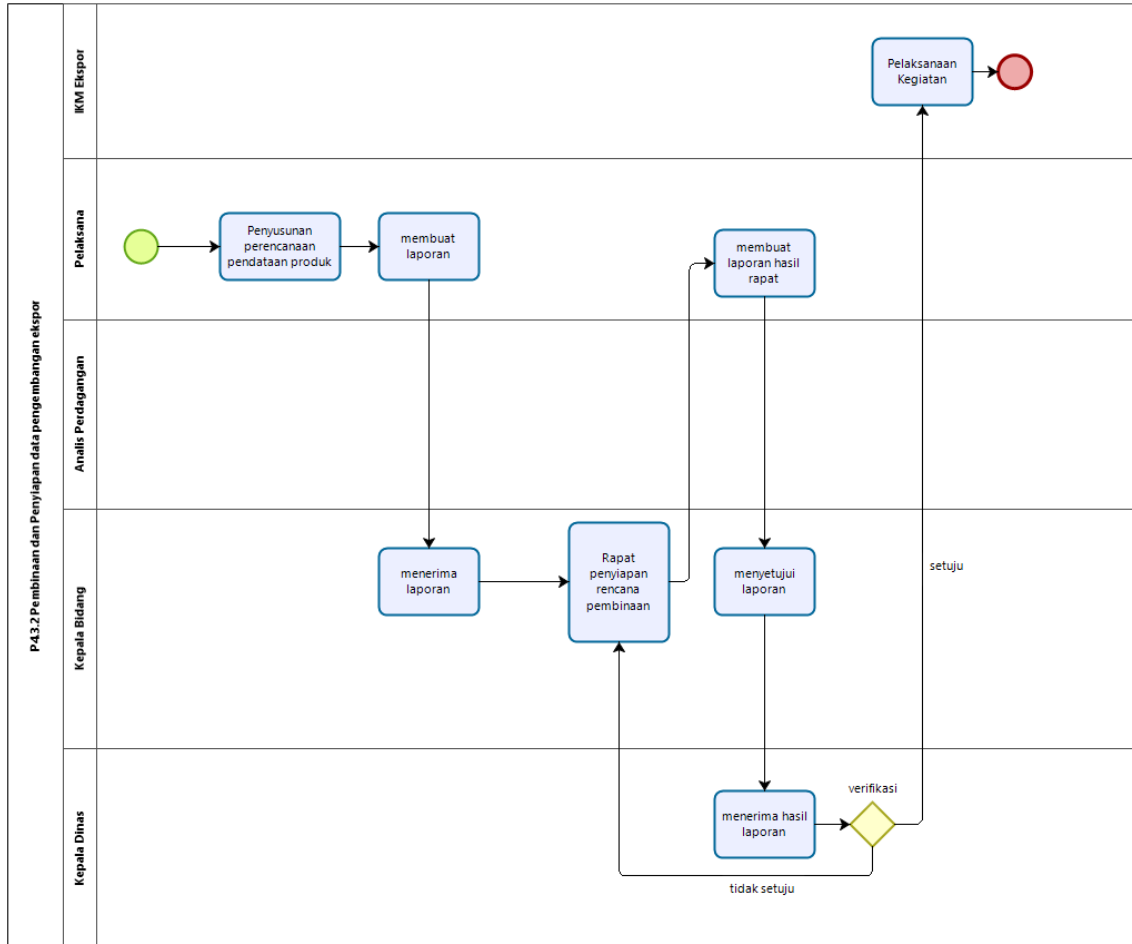 P43.2 Pembinaan dan Penyiapan data pengembangan ekspor
IKM Ekspor
Pelaksanaan
Kegiatan
Pelaksana
Penyusunan
perencanaan
pendataan produk
membuat
laporan
membuat
laporan hasil
rapat
Analis Perdagangan
Kepala Bidang
menerima
laporan
Rapat
penyiapan
rencana
pembinaan
menyetujui
laporan
setuju
Kepala Dinas
menerima hasil
laporan
verifikasi
tidak setuju